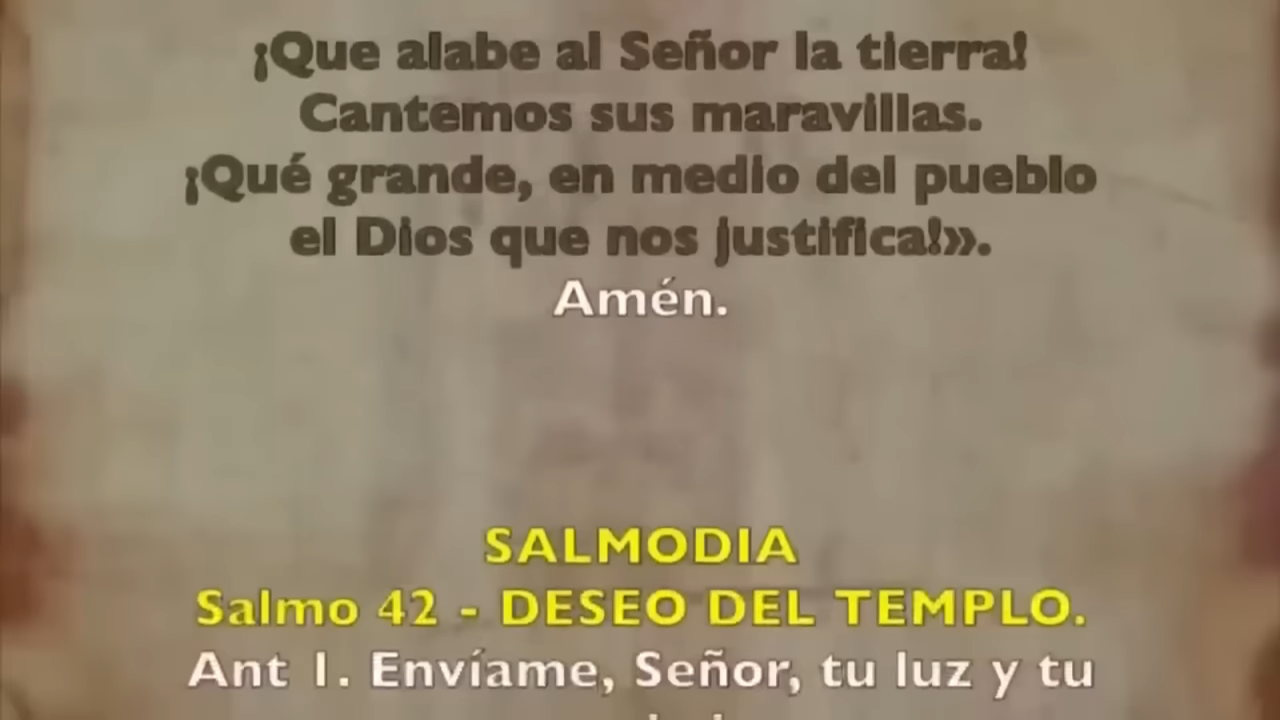 ¡Que alabe al Señor la tierra!
Cantemos sus maravillas.
¡Qué grande, en medio del pueblo
el Dios que nos justifica!».
Amén.
SALMODIA
Salmo 42 - DESEO DEL TEMPLO.
Ant 1. Envíame, Señor, tu luz y tu